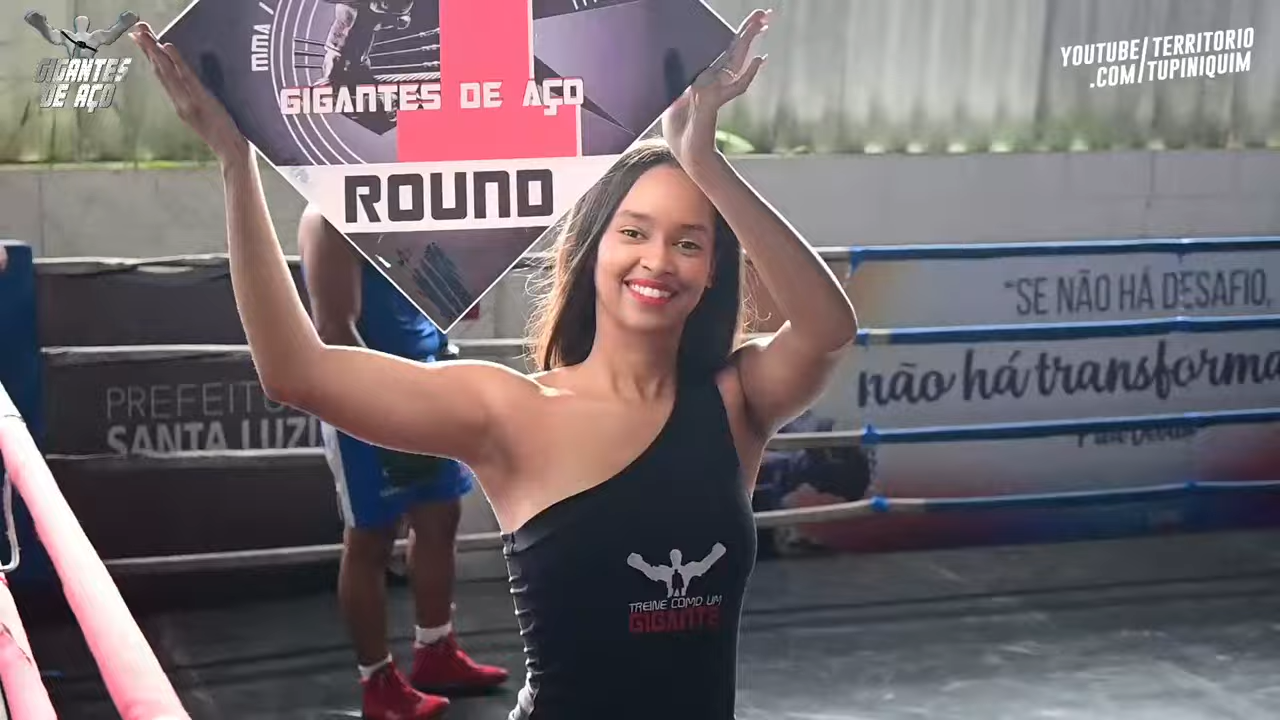 GIGANTES
DE AÇO
YOUTUBE/TERRITORIO
.COM/TUPINIQUIM
MMA /
GIGANTES DE AÇO
ROUND
"SE NÃO HÁ DESAFIO,
não há transforma
PREFEITU
SANTA LUZI
TREINE COMO UM
GIGANTE